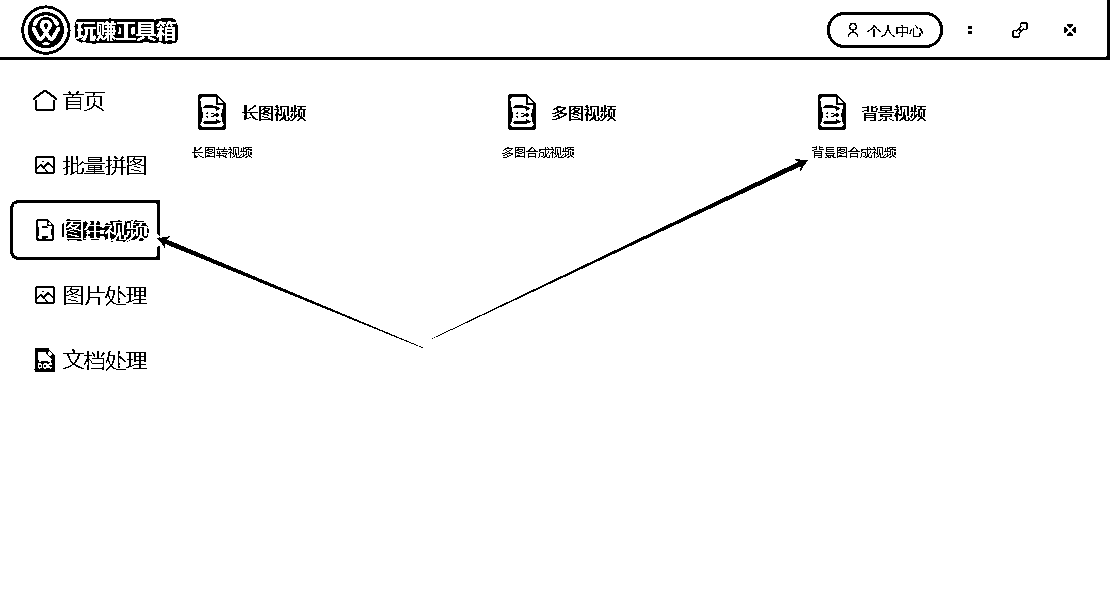 玩赚工具箱
个人中心
首页
批量拼图
图生视频
图片处理
文档处理
长图视频
长图转视频
多图视频
多图合成视频
背景视频
背景图合成视频